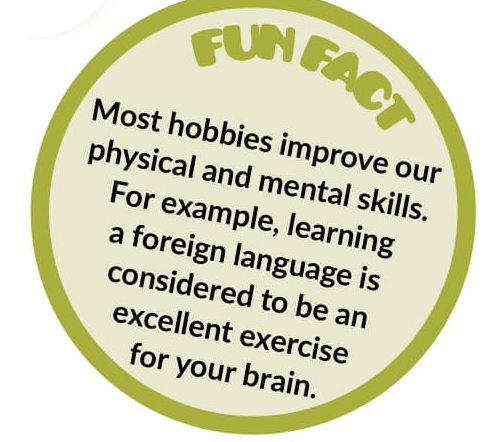 FUN FACT
Most hobbies improve our
physical and mental skills.
For example, learning
a foreign language is
considered to be an
excellent exercise
for your brain.